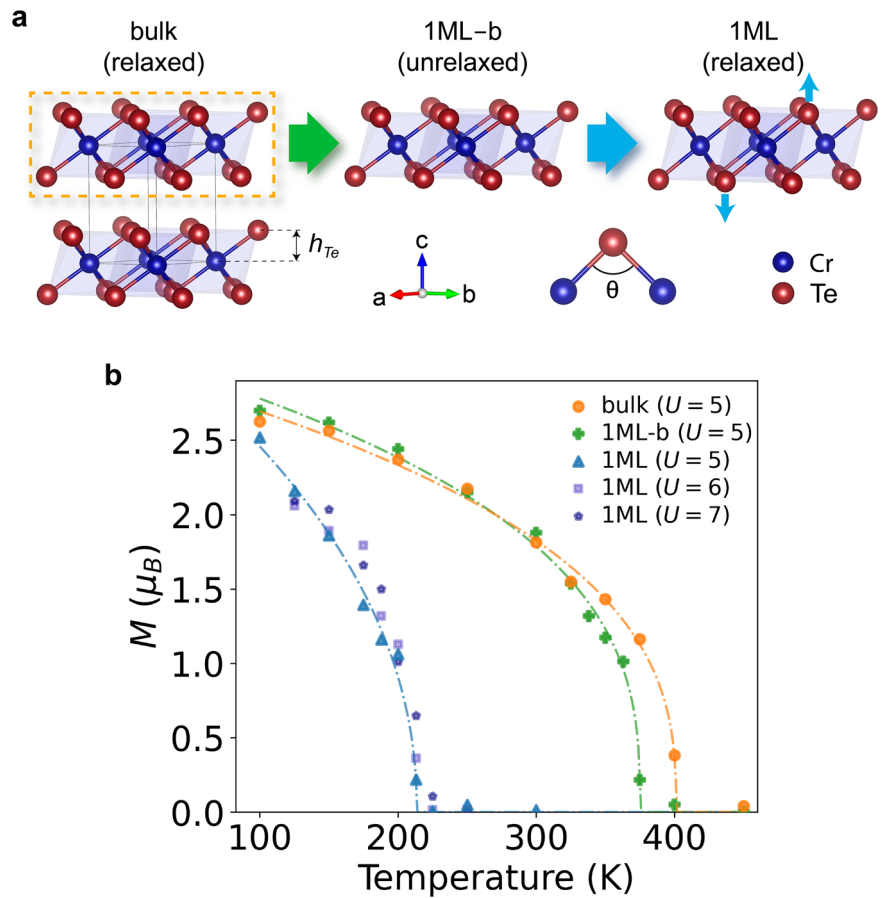 a
bulk
(relaxed)
1ML−b
(unrelaxed)
1ML
(relaxed)
h_Te
c
a
b
θ
Cr
Te
b
bulk (U = 5)
1ML-b (U = 5)
1ML (U = 5)
1ML (U = 6)
1ML (U = 7)
M (μ_B)
2.5
2.0
1.5
1.0
0.5
0.0
100 200 300 400
Temperature (K)